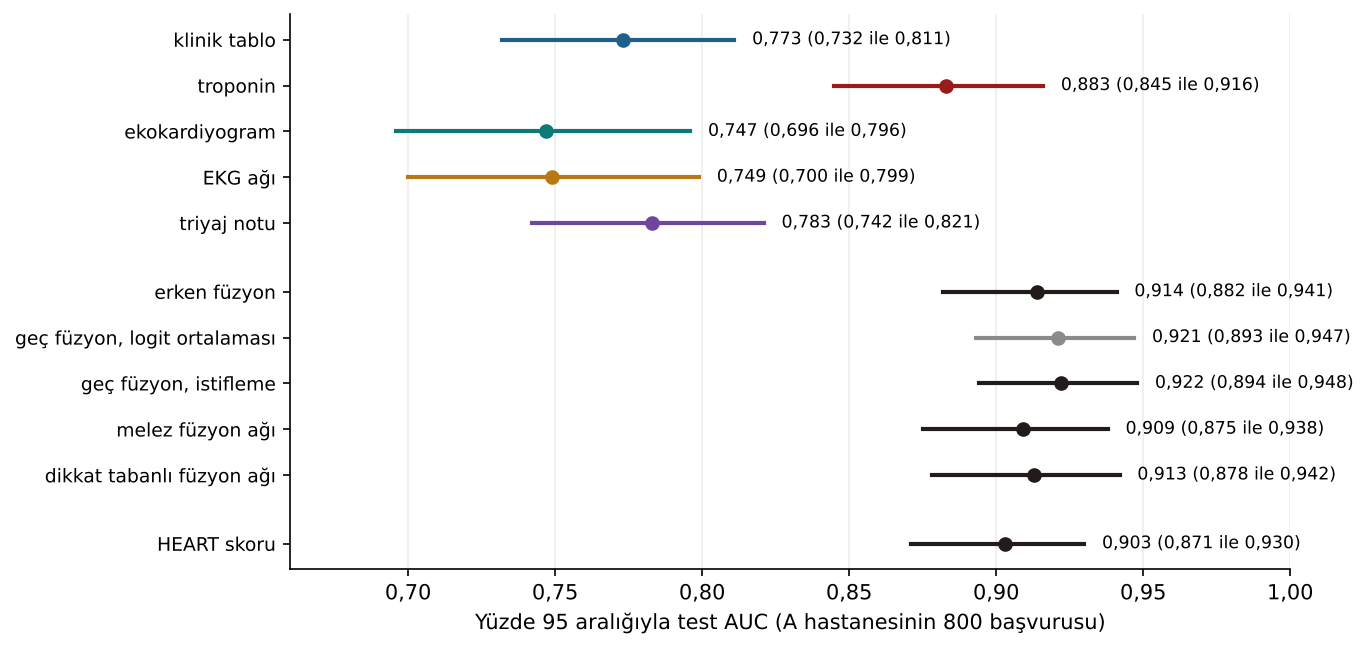 klinik tablo 0,773 (0,732 ile 0,811)
troponin 0,883 (0,845 ile 0,916)
ekokardiyogram 0,747 (0,696 ile 0,796)
EKG ağı 0,749 (0,700 ile 0,799)
triyaj notu 0,783 (0,742 ile 0,821)
erken füzyon 0,914 (0,882 ile 0,941)
geç füzyon, logit ortalaması 0,921 (0,893 ile 0,947)
geç füzyon, istifleme 0,922 (0,894 ile 0,948)
melez füzyon ağı 0,909 (0,875 ile 0,938)
dikkat tabanlı füzyon ağı 0,913 (0,878 ile 0,942)
HEART skoru 0,903 (0,871 ile 0,930)
0,70 0,75 0,80 0,85 0,90 0,95 1,00
Yüzde 95 aralığıyla test AUC (A hastanesinin 800 başvurusu)